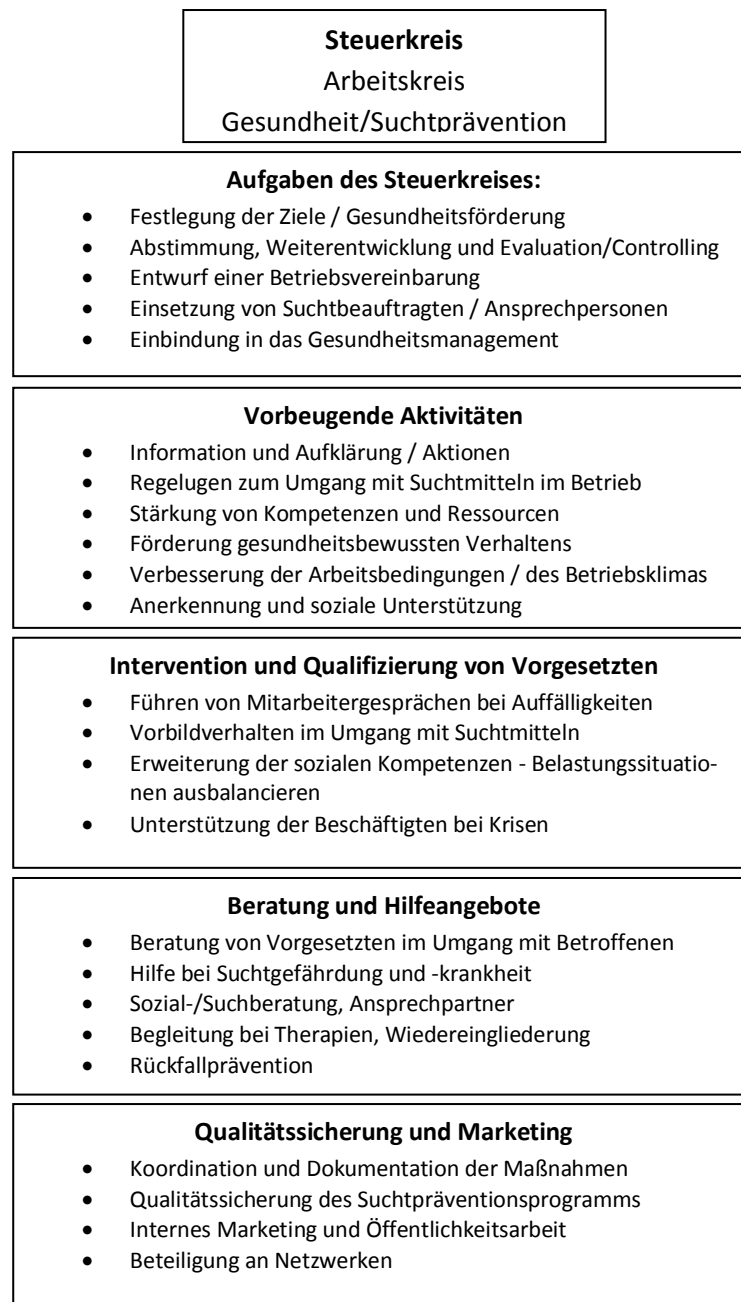 Steuerkreis
Arbeitskreis
Gesundheit/Suchtprävention
Aufgaben des Steuerkreises:
• Festlegung der Ziele / Gesundheitsförderung
• Abstimmung, Weiterentwicklung und Evaluation/Controlling
• Entwurf einer Betriebsvereinbarung
• Einsetzung von Suchtbeauftragten / Ansprechpersonen
• Einbindung in das Gesundheitsmanagement
Vorbeugende Aktivitäten
• Information und Aufklärung / Aktionen
• Regelugen zum Umgang mit Suchtmitteln im Betrieb
• Stärkung von Kompetenzen und Ressourcen
• Förderung gesundheitsbewussten Verhaltens
• Verbesserung der Arbeitsbedingungen / des Betriebsklimas
• Anerkennung und soziale Unterstützung
Intervention und Qualifizierung von Vorgesetzten
• Führen von Mitarbeitergesprächen bei Auffälligkeiten
• Vorbildverhalten im Umgang mit Suchtmitteln
• Erweiterung der sozialen Kompetenzen - Belastungssituatio-
nen ausbalancieren
• Unterstützung der Beschäftigten bei Krisen
Beratung und Hilfeangebote
• Beratung von Vorgesetzten im Umgang mit Betroffenen
• Hilfe bei Suchtgefährdung und -krankheit
• Sozial-/Suchberatung, Ansprechpartner
• Begleitung bei Therapien, Wiedereingliederung
• Rückfallprävention
Qualitätssicherung und Marketing
• Koordination und Dokumentation der Maßnahmen
• Qualitätssicherung des Suchtpräventionsprogramms
• Internes Marketing und Öffentlichkeitsarbeit
• Beteiligung an Netzwerken